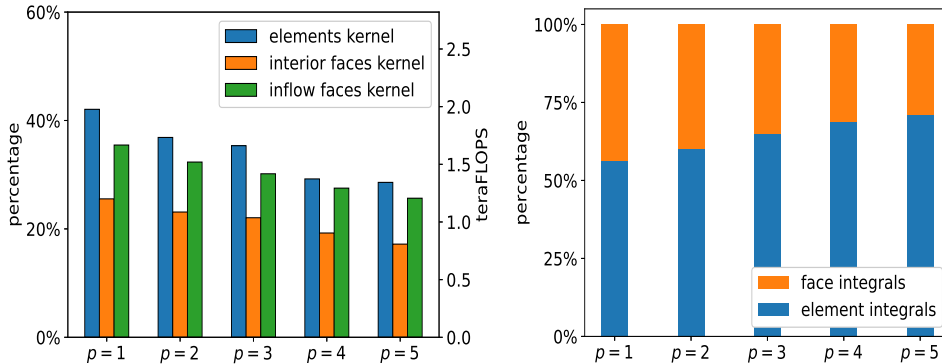 60%
40%
20%
0%
percentage
elements kernel
interior faces kernel
inflow faces kernel
2.5
2.0
1.5
1.0
0.5
0.0
teraFLOPS
p = 1
p = 2
p = 3
p = 4
p = 5
100%
75%
50%
25%
0%
percentage
face integrals
element integrals
p = 1
p = 2
p = 3
p = 4
p = 5